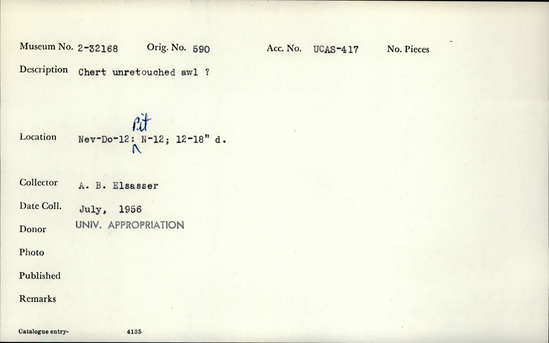 Museum No. 2-32168 Orig. No. 590 Acc. No. UCAS-417 No. Pieces
Description Chert unretouched awl ?
Pit
Location Nev-Do-12: N-12; 12-18" d.
Collector A. B. Elsasser
Date Coll. July, 1956
Donor UNIV. APPROPRIATION
Photo
Published
Remarks
Catalogue entry- 4135